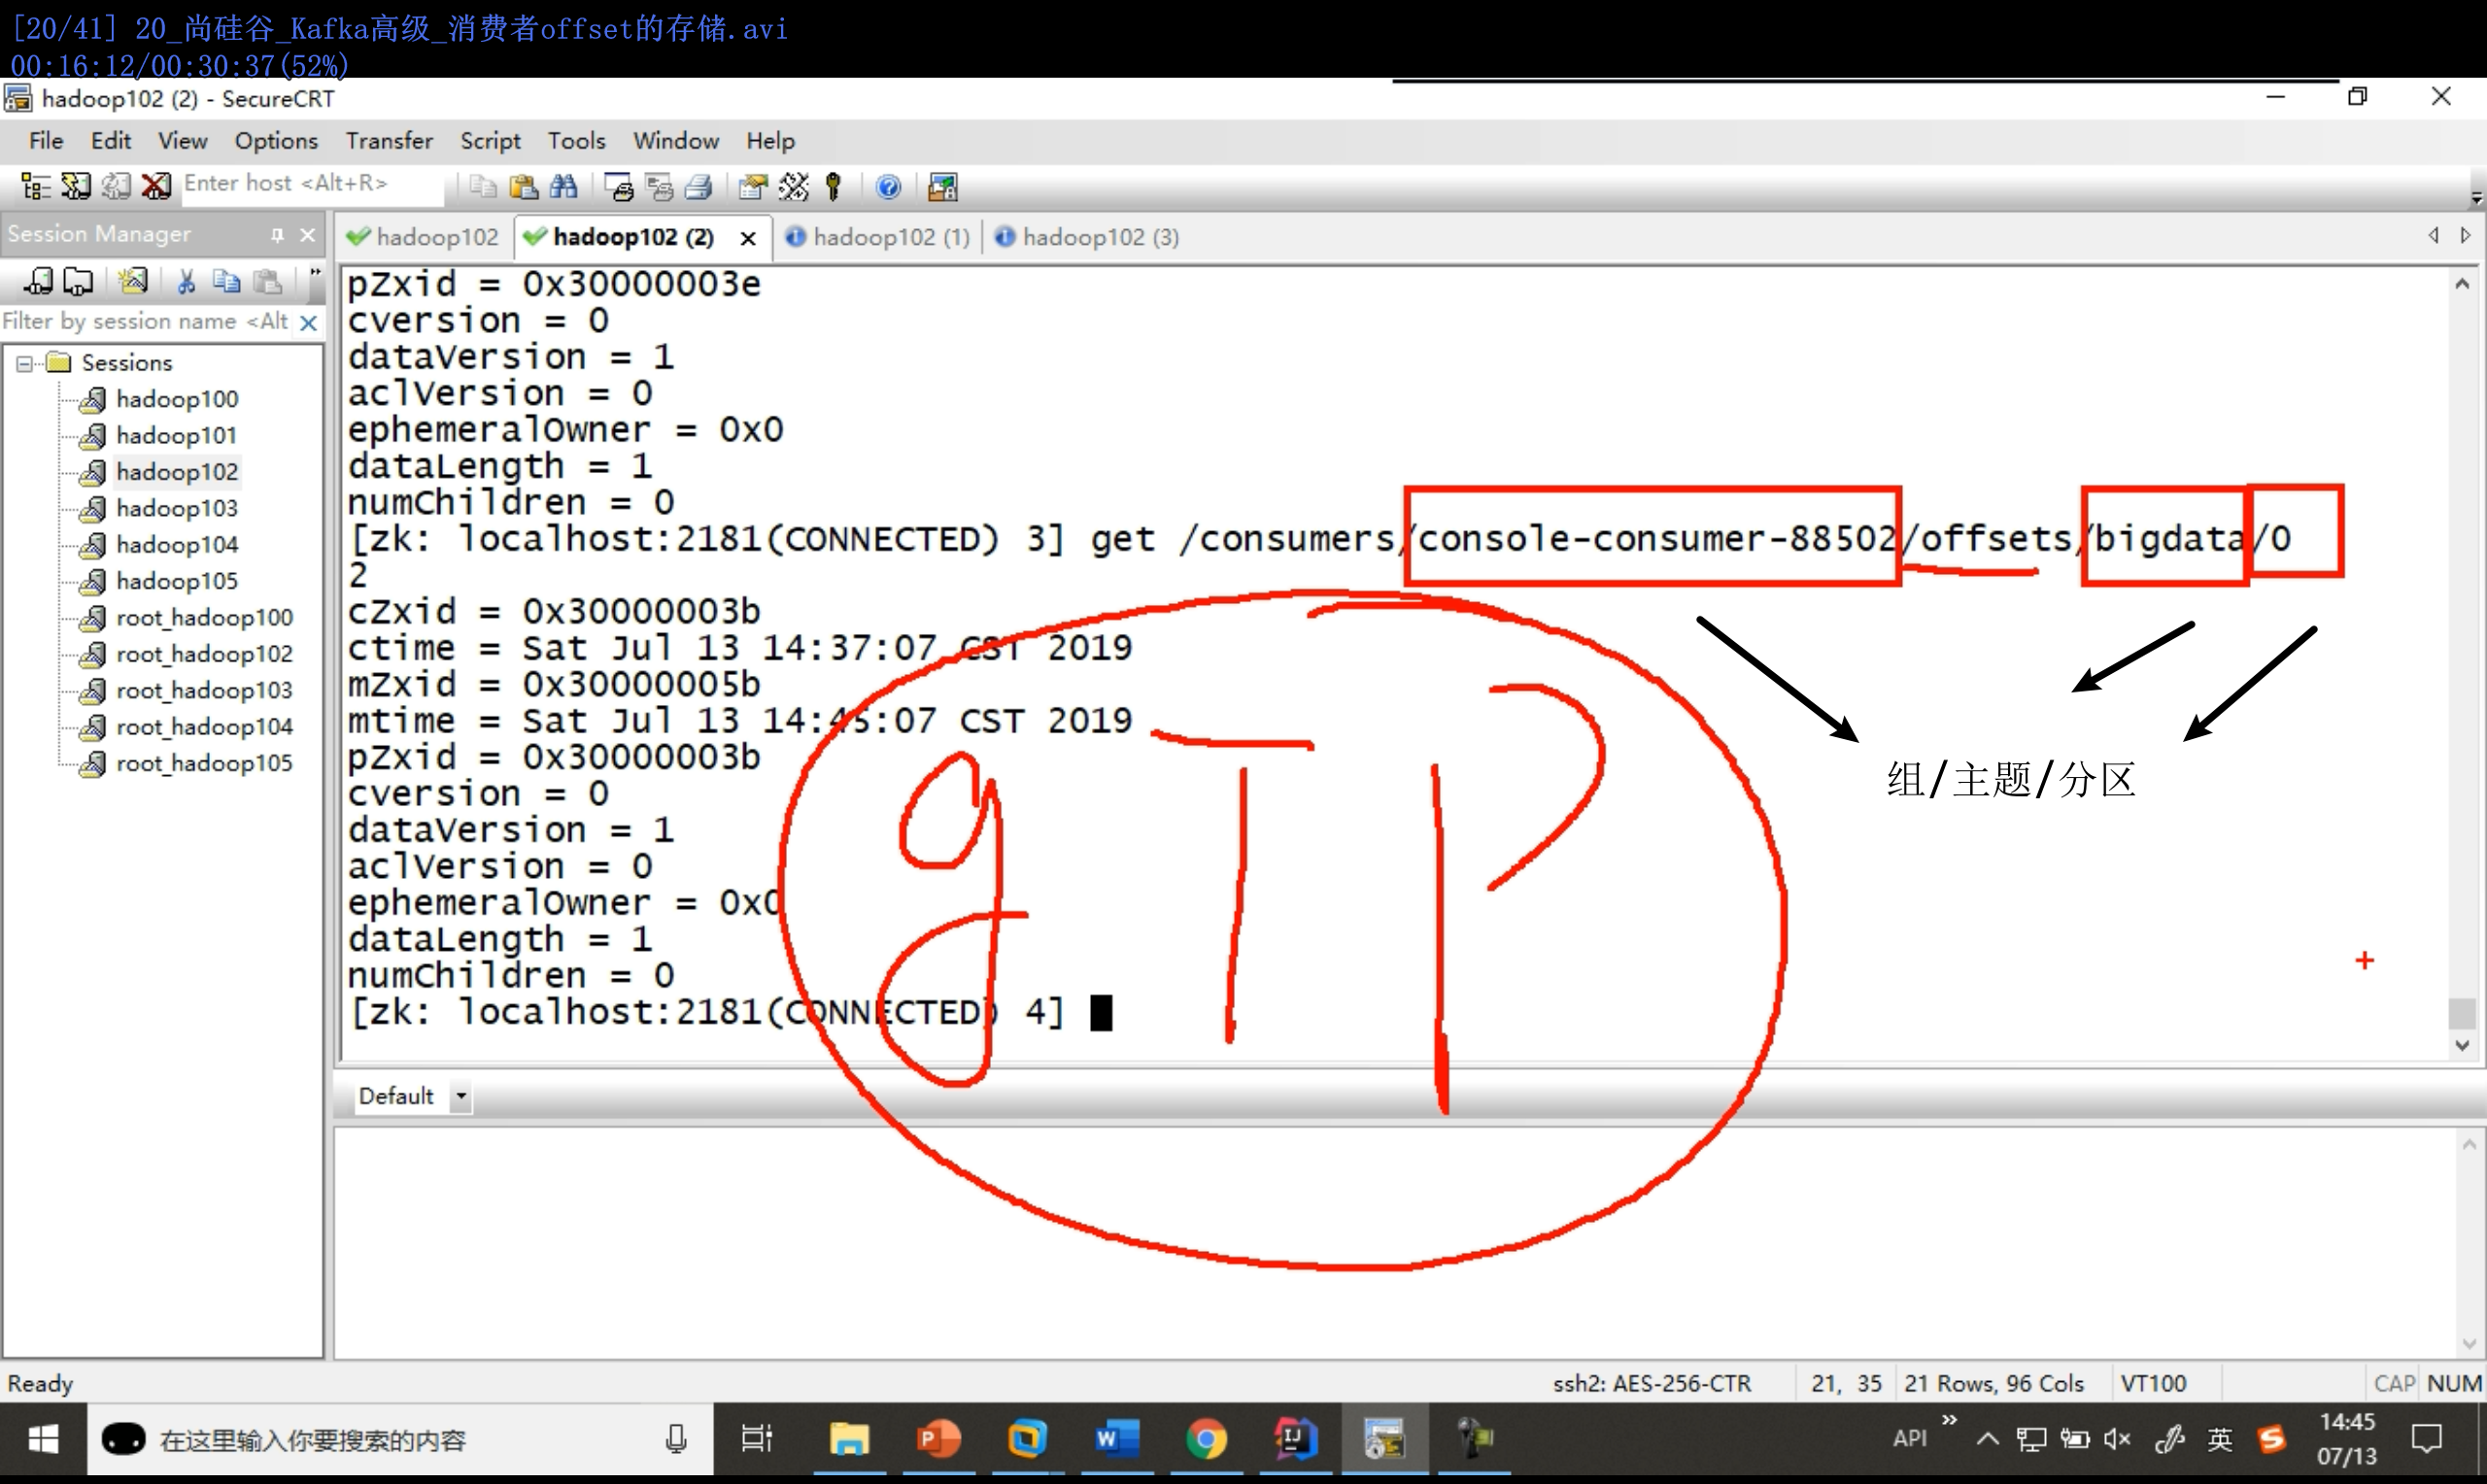 [20/41] 20_尚硅谷_Kafka高级_消费者offset的存储.avi
00:16:12/00:30:37(52%)
hadoop102 (2) - SecureCRT
File Edit View Options Transfer Script Tools Window Help
Enter host <Alt+R>
Session Manager
hadoop102 hadoop102 (2) hadoop102 (1) hadoop102 (3)
Filter by session name <Alt
Sessions
hadoop100
hadoop101
hadoop102
hadoop103
hadoop104
hadoop105
root_hadoop100
root_hadoop102
root_hadoop103
root_hadoop104
root_hadoop105
pZxid = 0x30000003e
cversion = 0
dataVersion = 1
aclVersion = 0
ephemeralOwner = 0x0
dataLength = 1
numChildren = 0
[zk: localhost:2181(CONNECTED) 3] get /consumers/console-consumer-88502/offsets/bigdata/0
2
cZxid = 0x30000003b
ctime = Sat Jul 13 14:37:07 CST 2019
mZxid = 0x30000005b
mtime = Sat Jul 13 14:45:07 CST 2019
pZxid = 0x30000003b
cversion = 0
dataVersion = 1
aclVersion = 0
ephemeralOwner = 0x0
dataLength = 1
numChildren = 0
[zk: localhost:2181(CONNECTED) 4]
g T P
组/主题/分区
Default
Ready
ssh2: AES-256-CTR 21, 35 21 Rows, 96 Cols VT100 CAP NUM
在这里输入你要搜索的内容
API
英
14:45
07/13